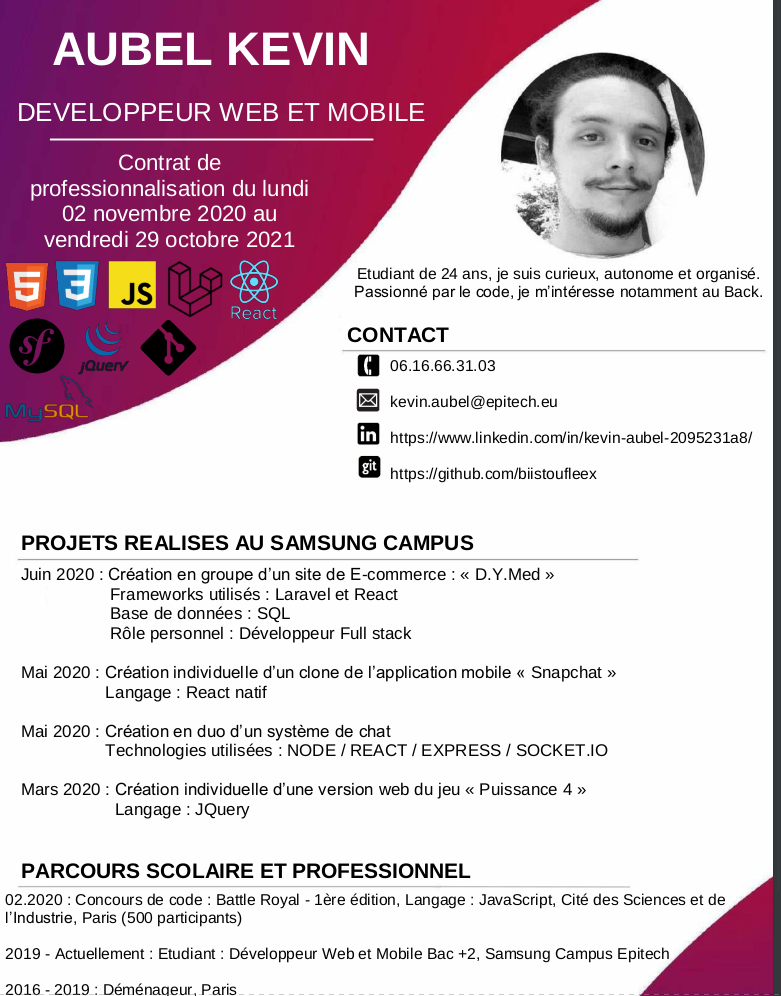 AUBEL KEVIN
DEVELOPPEUR WEB ET MOBILE
Contrat de
professionnalisation du lundi
02 novembre 2020 au
vendredi 29 octobre 2021
5 3 JS
React
sf jQuery
MySQL
Etudiant de 24 ans, je suis curieux, autonome et organisé.
Passionné par le code, je m’intéresse notamment au Back.
CONTACT
06.16.66.31.03
kevin.aubel@epitech.eu
in https://www.linkedin.com/in/kevin-aubel-2095231a8/
git https://github.com/biistoufleex
PROJETS REALISES AU SAMSUNG CAMPUS
Juin 2020 : Création en groupe d’un site de E-commerce : « D.Y.Med »
Frameworks utilisés : Laravel et React
Base de données : SQL
Rôle personnel : Développeur Full stack
Mai 2020 : Création individuelle d’un clone de l’application mobile « Snapchat »
Langage : React natif
Mai 2020 : Création en duo d’un système de chat
Technologies utilisées : NODE / REACT / EXPRESS / SOCKET.IO
Mars 2020 : Création individuelle d’une version web du jeu « Puissance 4 »
Langage : JQuery
PARCOURS SCOLAIRE ET PROFESSIONNEL
02.2020 : Concours de code : Battle Royal - 1ère édition, Langage : JavaScript, Cité des Sciences et de
l’Industrie, Paris (500 participants)
2019 - Actuellement : Etudiant : Développeur Web et Mobile Bac +2, Samsung Campus Epitech
2016 - 2019 : Déménageur, Paris